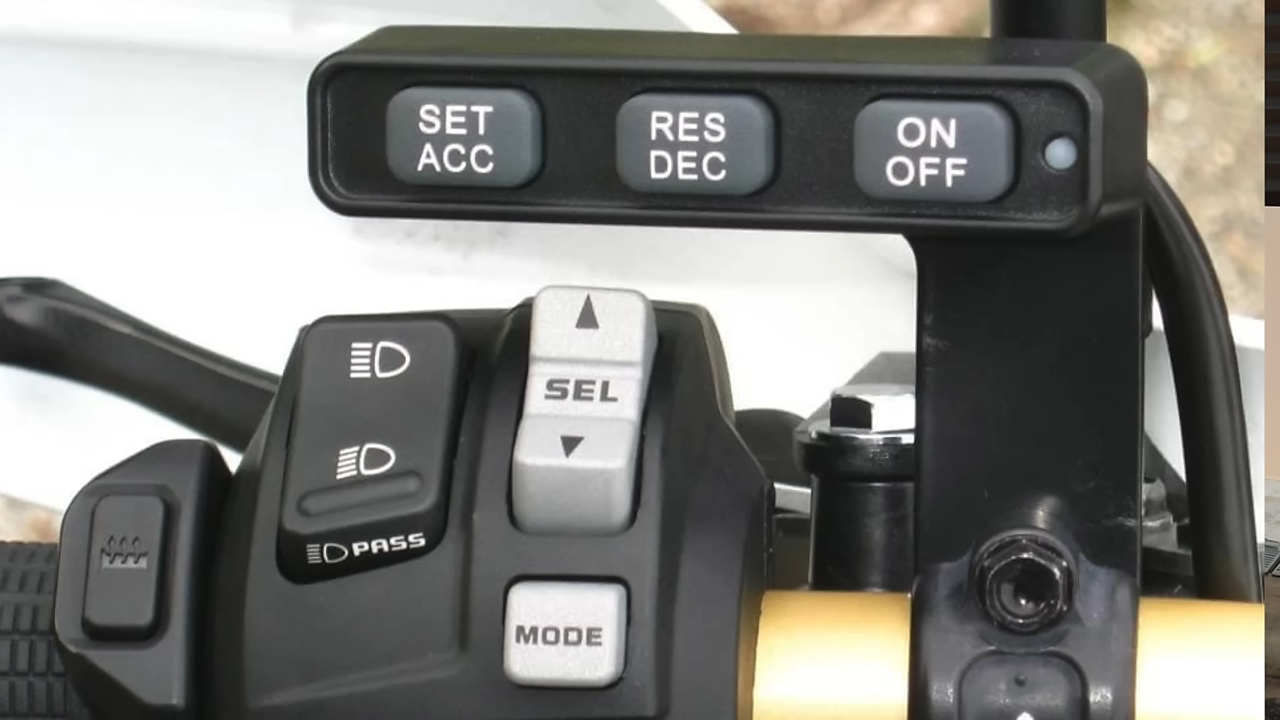 SET
ACC
RES
DEC
ON
OFF
SEL
PASS
MODE